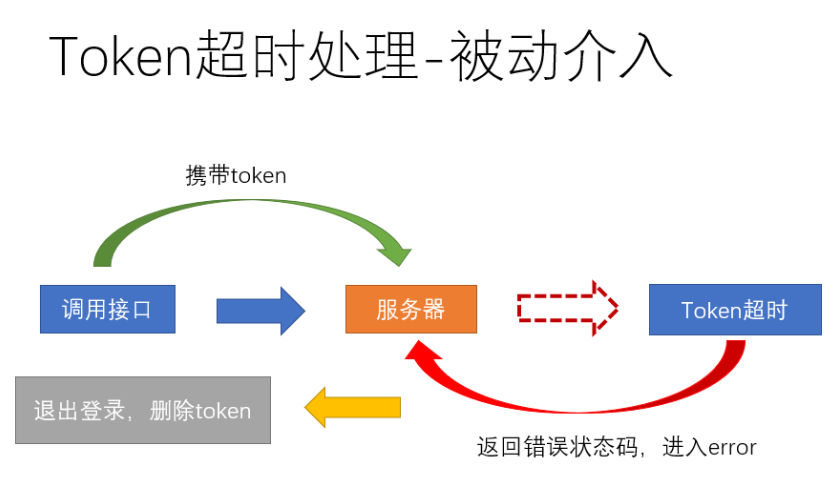 Token超时处理-被动介入
携带token
调用接口
服务器
Token超时
退出登录，删除token
返回错误状态码，进入error